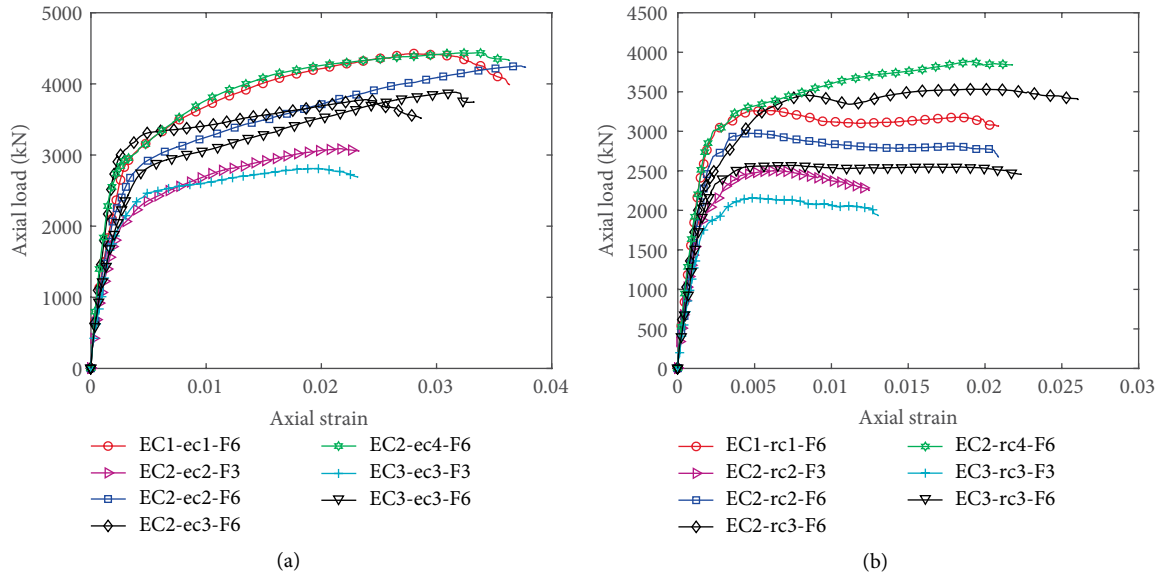 5000
4000
3000
2000
1000
0
0
0.01
0.02
0.03
0.04
Axial load (kN)
Axial strain
EC1-ec1-F6
EC2-ec2-F3
EC2-ec2-F6
EC2-ec3-F6
EC2-ec4-F6
EC3-ec3-F3
EC3-ec3-F6
(a)
4500
4000
3500
3000
2500
2000
1500
1000
500
0
0
0.005
0.01
0.015
0.02
0.025
0.03
Axial load (kN)
Axial strain
EC1-rc1-F6
EC2-rc2-F3
EC2-rc2-F6
EC2-rc3-F6
EC2-rc4-F6
EC3-rc3-F3
EC3-rc3-F6
(b)